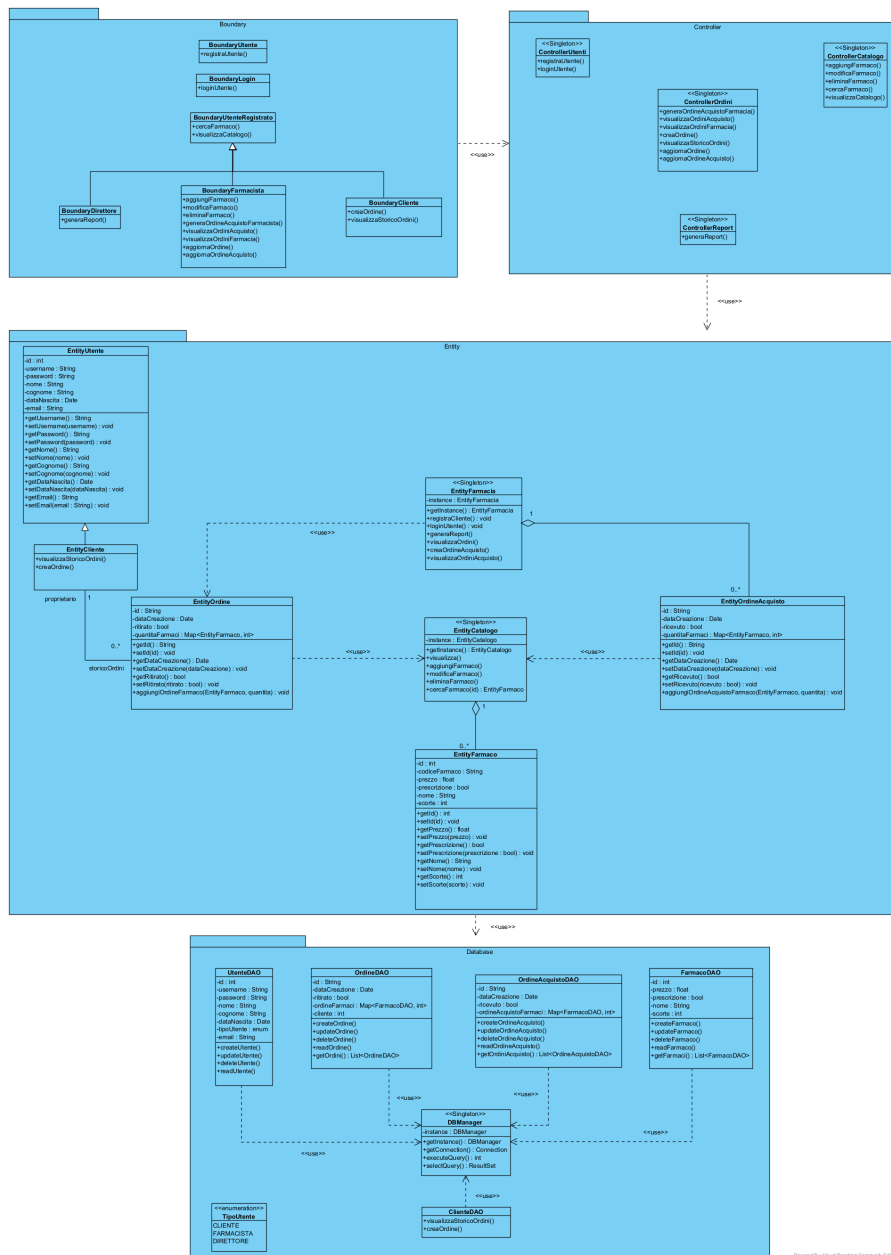 Boundary
BoundaryUtente
+registraUtente()
BoundaryLogin
+loginUtente()
BoundaryUtenteRegistrato
+cercaFarmaco()
+visualizzaCatalogo()
BoundaryDirettore
+generaReport()
BoundaryFarmacista
+aggiungiFarmaco()
+modificaFarmaco()
+eliminaFarmaco()
+generaOrdineAcquistoFarmacista()
+visualizzaOrdiniAcquisto()
+visualizzaOrdiniFarmacia()
+aggiornaOrdine()
+aggiornaOrdineAcquisto()
BoundaryCliente
+creaOrdine()
+visualizzaStoricoOrdini()
<<use>>
Controller
<<Singleton>>
ControllerUtenti
+registraUtente()
+loginUtente()
<<Singleton>>
ControllerCatalogo
+aggiungiFarmaco()
+modificaFarmaco()
+eliminaFarmaco()
+cercaFarmaco()
+visualizzaCatalogo()
<<Singleton>>
ControllerOrdini
+generaOrdineAcquistoFarmacia()
+visualizzaOrdiniAcquisto()
+visualizzaOrdiniFarmacia()
+creaOrdine()
+visualizzaStoricoOrdini()
+aggiornaOrdine()
+aggiornaOrdineAcquisto()
<<Singleton>>
ControllerReport
+generaReport()
<<use>>
Entity
EntityUtente
-id : int
-username : String
-password : String
-nome : String
-cognome : String
-dataNascita : Date
-email : String
+getUsername() : String
+setUsername(username) : void
+getPassword() : String
+setPassword(password) : void
+getNome() : String
+setNome(nome) : void
+getCognome() : String
+setCognome(cognome) : void
+getDataNascita() : Date
+setDataNascita(dataNascita) : void
+getEmail() : String
+setEmail(email : String) : void
EntityCliente
+visualizzaStoricoOrdini()
+creaOrdine()
proprietario
1
0..*
storicoOrdini
<<Singleton>>
EntityFarmacia
-instance : EntityFarmacia
+getInstance() : EntityFarmacia
+registraCliente() : void
+loginUtente() : void
+generaReport()
+visualizzaOrdini()
+creaOrdineAcquisto()
+visualizzaOrdiniAcquisto()
1
<<use>>
0..*
EntityOrdine
-id : String
-dataCreazione : Date
-ritirato : bool
-quantitaFarmaci : Map<EntityFarmaco, int>
+getId() : String
+setId(id) : void
+getDataCreazione() : Date
+setDataCreazione(dataCreazione) : void
+getRitirato() : bool
+setRitirato(ritirato : bool) : void
+aggiungiOrdineFarmaco(EntityFarmaco, quantita) : void
<<use>>
<<Singleton>>
EntityCatalogo
-instance : EntityCatalogo
+getInstance() : EntityCatalogo
+visualizza()
+aggiungiFarmaco()
+modificaFarmaco()
+eliminaFarmaco()
+cercaFarmaco(id) : EntityFarmaco
<<use>>
EntityOrdineAcquisto
-id : String
-dataCreazione : Date
-ricevuto : bool
-quantitaFarmaci : Map<EntityFarmaco, int>
+getId() : String
+setId(id) : void
+getDataCreazione() : Date
+setDataCreazione(dataCreazione) : void
+getRicevuto() : bool
+setRicevuto(ricevuto : bool) : void
+aggiungiOrdineAcquistoFarmaco(EntityFarmaco, quantita) : void
1
0..*
EntityFarmaco
-id : int
-codiceFarmaco : String
-prezzo : float
-prescrizione : bool
-nome : String
-scorte : int
+getId() : int
+setId(id) : void
+getPrezzo() : float
+setPrezzo(prezzo) : void
+getPrescrizione() : bool
+setPrescrizione(prescrizione : bool) : void
+getNome() : String
+setNome(nome) : void
+getScorte() : int
+setScorte(scorte) : void
<<use>>
Database
UtenteDAO
-id : int
-username : String
-password : String
-nome : String
-cognome : String
-dataNascita : Date
-tipoUtente : enum
-email : String
+createUtente()
+updateUtente()
+deleteUtente()
+readUtente()
OrdineDAO
-id : String
-dataCreazione : Date
-ritirato : bool
-ordineFarmaci : Map<FarmacoDAO, int>
-cliente : int
+createOrdine()
+updateOrdine()
+deleteOrdine()
+readOrdine()
+getOrdini() : List<OrdineDAO>
OrdineAcquistoDAO
-id : String
-dataCreazione : Date
-ricevuto : bool
-ordineAcquistoFarmaci : Map<FarmacoDAO, int>
+createOrdineAcquisto()
+updateOrdineAcquisto()
+deleteOrdineAcquisto()
+readOrdineAcquisto()
+getOrdiniAcquisto() : List<OrdineAcquistoDAO>
FarmacoDAO
-id : int
-prezzo : float
-prescrizione : bool
-nome : String
-scorte : int
+createFarmaco()
+updateFarmaco()
+deleteFarmaco()
+readFarmaco()
+getFarmaci() : List<FarmacoDAO>
<<use>>
<<use>>
<<use>>
<<use>>
<<Singleton>>
DBManager
-instance : DBManager
+getInstance() : DBManager
+getConnection() : Connection
+executeQuery() : int
+selectQuery() : ResultSet
<<use>>
ClienteDAO
+visualizzaStoricoOrdini()
+creaOrdine()
<<enumeration>>
TipoUtente
CLIENTE
FARMACISTA
DIRETTORE